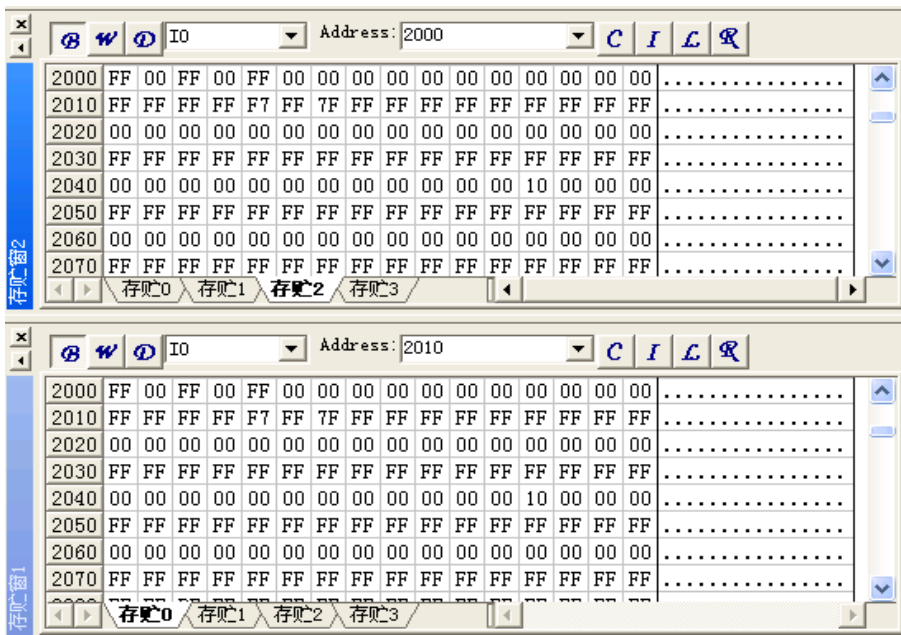 B W D I0 Address: 2000 C I L R
2000 FF 00 FF 00 FF 00 00 00 00 00 00 00 00 00 00 00 ................
2010 FF FF FF FF F7 FF 7F FF FF FF FF FF FF FF FF FF ................
2020 00 00 00 00 00 00 00 00 00 00 00 00 00 00 00 00 ................
2030 FF FF FF FF FF FF FF FF FF FF FF FF FF FF FF FF ................
2040 00 00 00 00 00 00 00 00 00 00 00 00 10 00 00 00 ................
2050 FF FF FF FF FF FF FF FF FF FF FF FF FF FF FF FF ................
2060 00 00 00 00 00 00 00 00 00 00 00 00 00 00 00 00 ................
2070 FF FF FF FF FF FF FF FF FF FF FF FF FF FF FF FF ................
存贮0 存贮1 存贮2 存贮3
存贮窗2
B W D I0 Address: 2010 C I L R
2000 FF 00 FF 00 FF 00 00 00 00 00 00 00 00 00 00 00 ................
2010 FF FF FF FF F7 FF 7F FF FF FF FF FF FF FF FF FF ................
2020 00 00 00 00 00 00 00 00 00 00 00 00 00 00 00 00 ................
2030 FF FF FF FF FF FF FF FF FF FF FF FF FF FF FF FF ................
2040 00 00 00 00 00 00 00 00 00 00 00 00 10 00 00 00 ................
2050 FF FF FF FF FF FF FF FF FF FF FF FF FF FF FF FF ................
2060 00 00 00 00 00 00 00 00 00 00 00 00 00 00 00 00 ................
2070 FF FF FF FF FF FF FF FF FF FF FF FF FF FF FF FF ................
存贮0 存贮1 存贮2 存贮3
存贮窗1